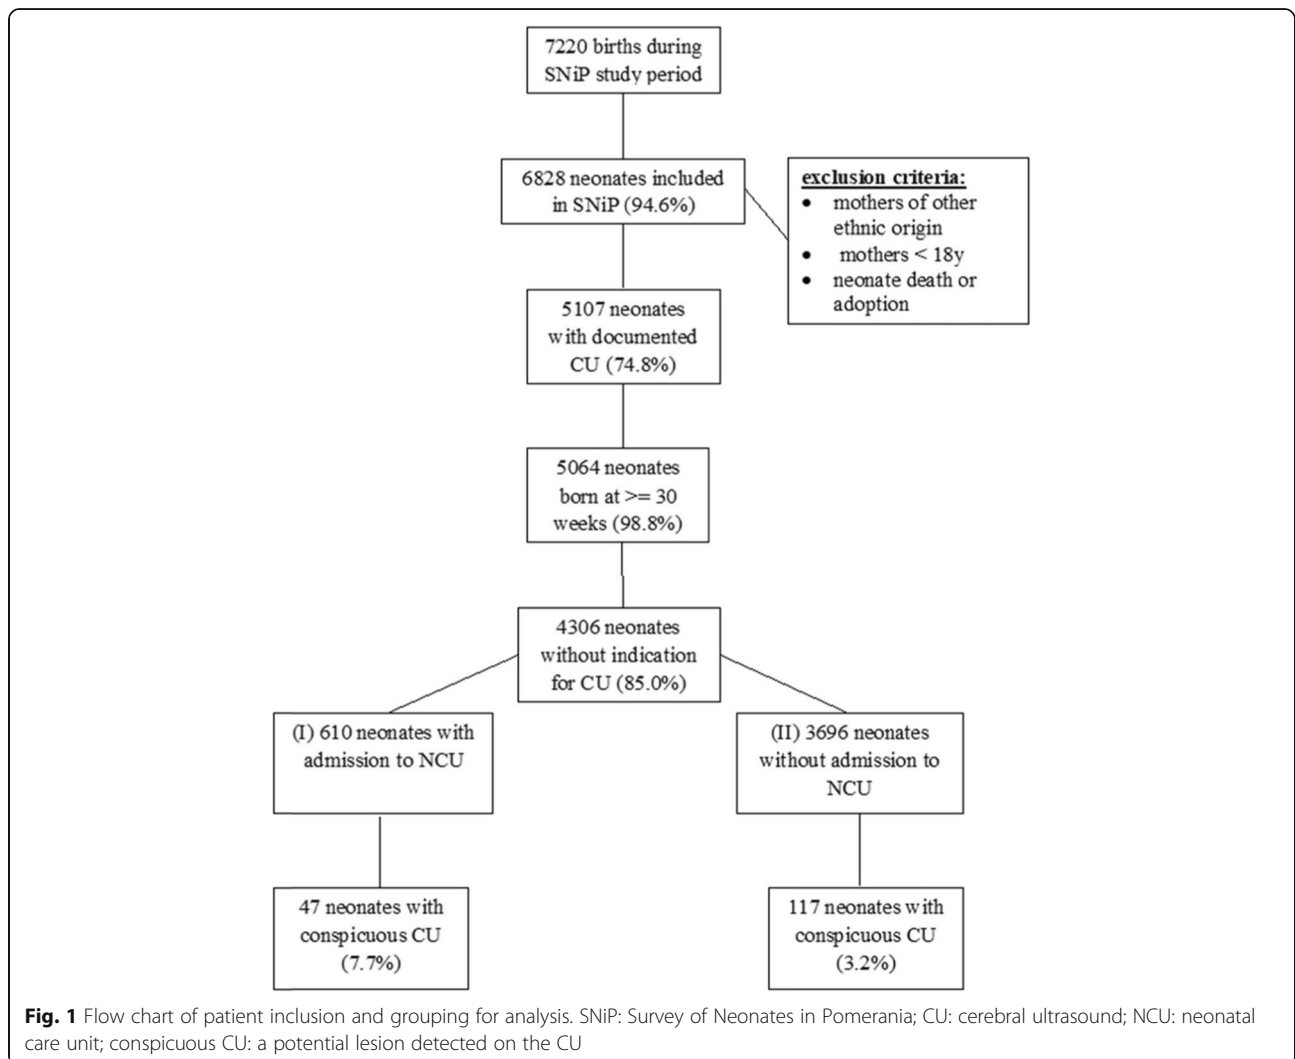 7220 births during
SNiP study period
6828 neonates included
in SNiP (94.6%)
exclusion criteria:
• mothers of other
ethnic origin
• mothers < 18y
• neonate death or
adoption
5107 neonates
with documented
CU (74.8%)
5064 neonates
born at >= 30
weeks (98.8%)
4306 neonates
without indication
for CU (85.0%)
(I) 610 neonates with
admission to NCU
(II) 3696 neonates
without admission to
NCU
47 neonates with
conspicuous CU
(7.7%)
117 neonates with
conspicuous CU
(3.2%)
Fig. 1 Flow chart of patient inclusion and grouping for analysis. SNiP: Survey of Neonates in Pomerania; CU: cerebral ultrasound; NCU: neonatal
care unit; conspicuous CU: a potential lesion detected on the CU